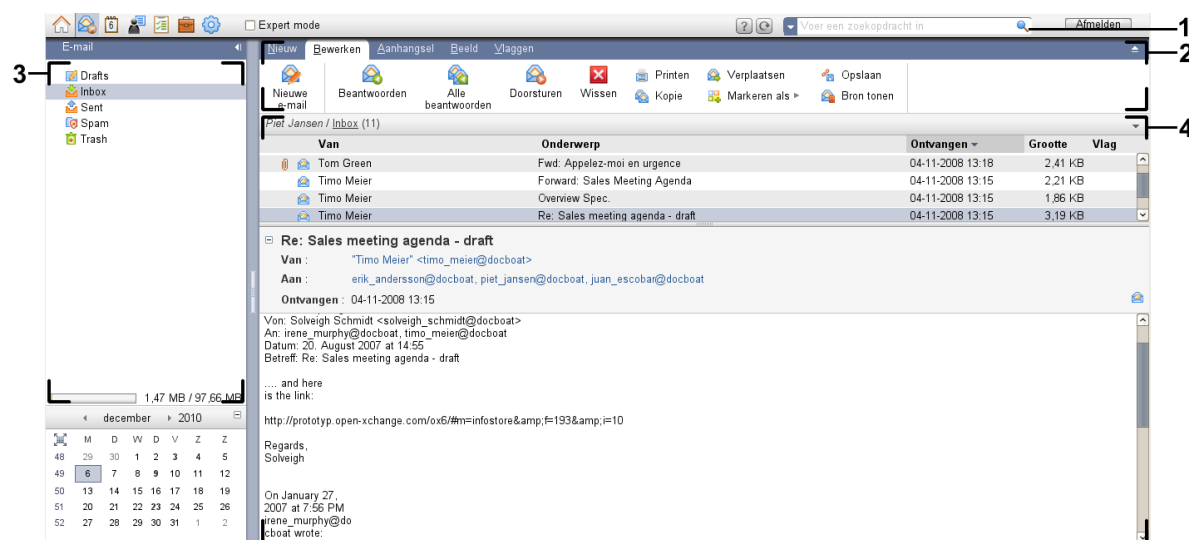 Expert mode
Voer een zoekopdracht in
Afmelden
1
E-mail
Nieuw Bewerken Aanhangsel Beeld Vlaggen
2
3
Drafts
Inbox
Sent
Spam
Trash
Nieuwe e-mail
Beantwoorden
Alle beantwoorden
Doorsturen
Wissen
Printen
Kopie
Verplaatsen
Markeren als
Opslaan
Bron tonen
Piet Jansen / Inbox (11)
4
Van Onderwerp Ontvangen Grootte Vlag
Tom Green Fwd: Appelez-moi en urgence 04-11-2008 13:18 2,41 KB
Timo Meier Forward: Sales Meeting Agenda 04-11-2008 13:15 2,21 KB
Timo Meier Overview Spec. 04-11-2008 13:15 1,86 KB
Timo Meier Re: Sales meeting agenda - draft 04-11-2008 13:15 3,19 KB
Re: Sales meeting agenda - draft
Van : "Timo Meier" <timo_meier@docboat>
Aan : erik_andersson@docboat, piet_jansen@docboat, juan_escobar@docboat
Ontvangen : 04-11-2008 13:15
Von: Solveigh Schmidt <solveigh_schmidt@docboat>
An: irene_murphy@docboat, timo_meier@docboat
Datum: 20. August 2007 at 14:55
Betreff: Re: Sales meeting agenda - draft
.... and here
is the link:
http://prototyp.open-xchange.com/ox6/#m=infostore&amp;f=193&amp;i=10
Regards,
Solveigh
On January 27,
2007 at 7:56 PM
irene_murphy@do
cboat wrote:
1,47 MB / 97,66 MB
december 2010
M D W D V Z Z
48 29 30 1 2 3 4 5
49 6 7 8 9 10 11 12
50 13 14 15 16 17 18 19
51 20 21 22 23 24 25 26
52 27 28 29 30 31 1 2